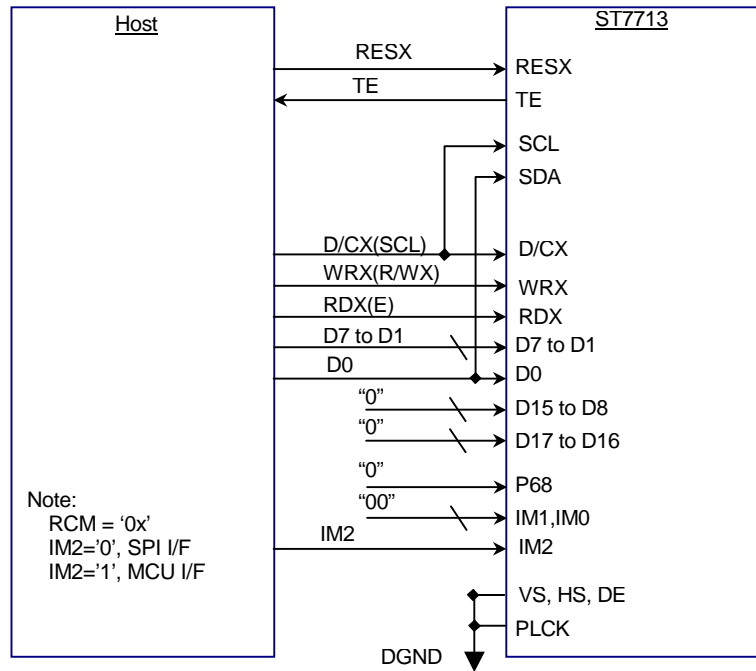 Host
ST7713
RESX
RESX
TE
TE
SCL
SDA
D/CX(SCL)
D/CX
WRX(R/WX)
WRX
RDX(E)
RDX
D7 to D1
D7 to D1
D0
D0
“0”
D15 to D8
“0”
D17 to D16
“0”
P68
“00”
IM1,IM0
IM2
IM2
Note:
RCM = ‘0x’
IM2=’0’, SPI I/F
IM2=’1’, MCU I/F
VS, HS, DE
PLCK
DGND